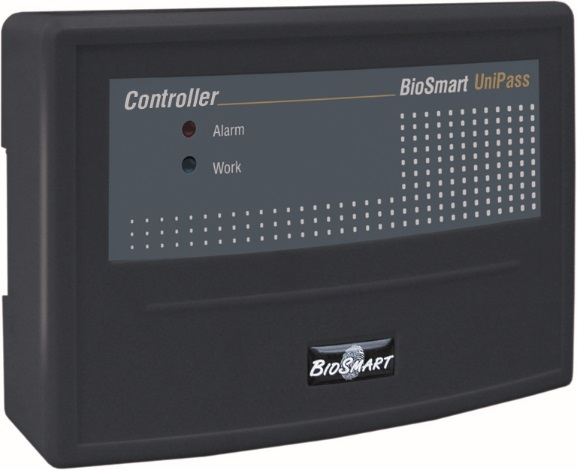 Controller BioSmart UniPass
Alarm
Work
BIOSMART